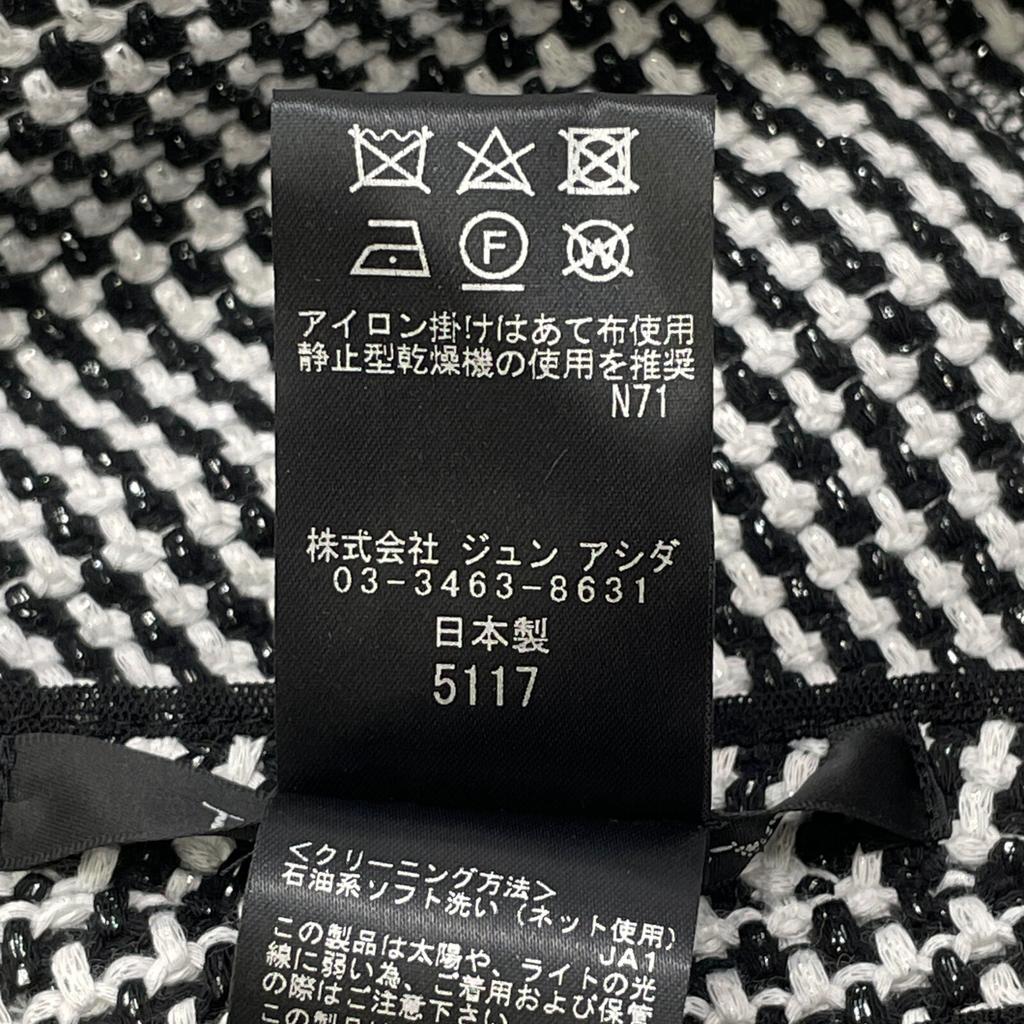 F W
アイロン掛けはあて布使用
静止型乾燥機の使用を推奨
N71
株式会社 ジュン アシダ
03-3463-8631
日本製
5117
＜クリーニング方法＞
石油系ソフト洗い（ネット使用）
JA1
この製品は太陽や、ライトの光
線に弱い為、ご着用および保管
の際はご注意下さい。
この製